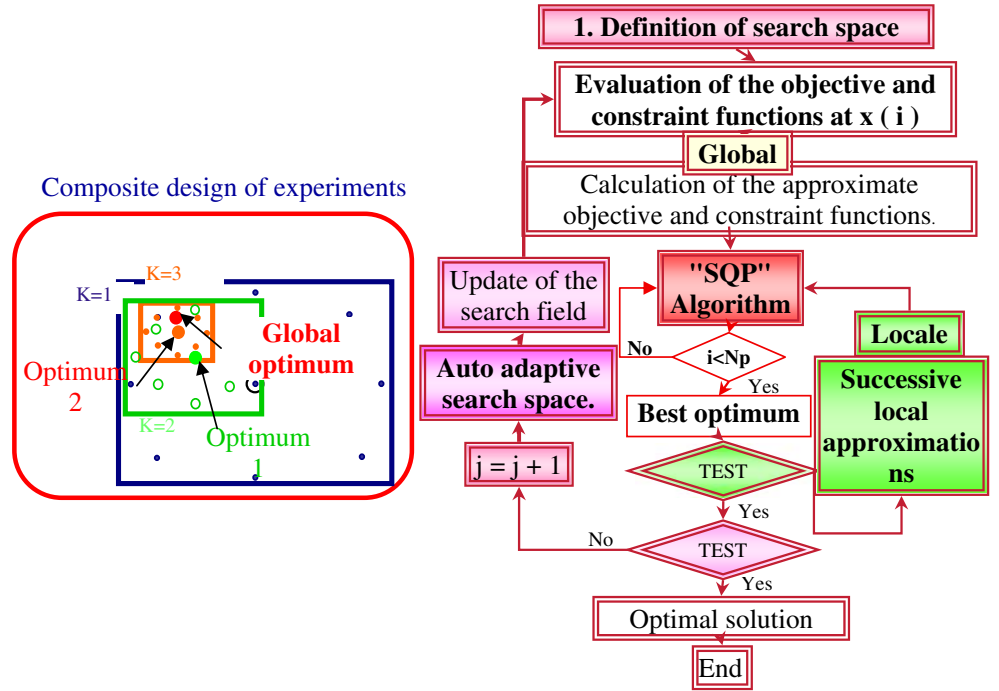 Composite design of experiments
K=3
K=1
Global
optimum
Optimum
2
K=2
Optimum
1
1. Definition of search space
Evaluation of the objective and
constraint functions at x ( i )
Global
Calculation of the approximate
objective and constraint functions.
"SQP"
Algorithm
Update of the
search field
Locale
No
i<Np
Yes
Auto adaptive
search space.
Successive
local
approximatio
ns
Best optimum
j = j + 1
TEST
Yes
No
TEST
Yes
Optimal solution
End